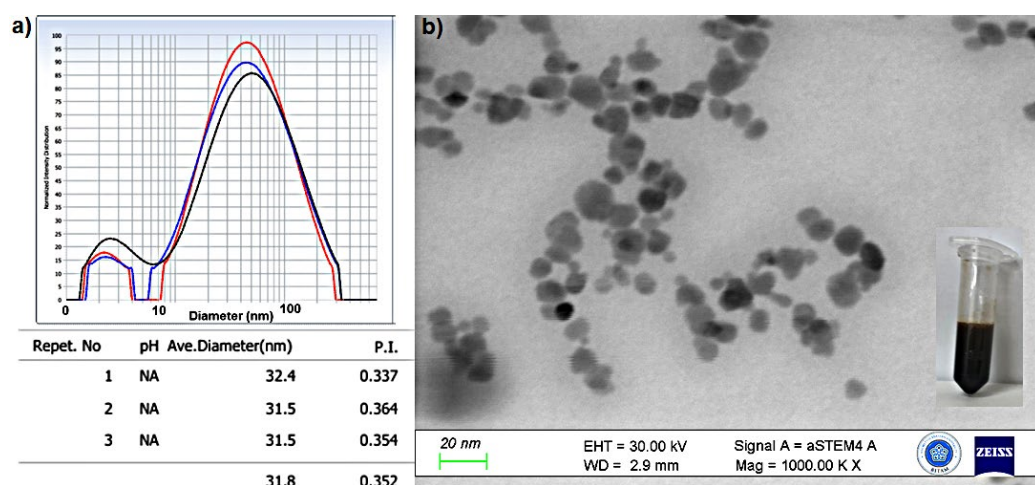 a)
100
95
90
85
80
75
70
65
60
55
50
45
40
35
30
25
20
15
10
5
0
Normalized Intensity Distribution
0 10 100
Diameter (nm)
Repet. No pH Ave.Diameter(nm) P.I.
1 NA 32.4 0.337
2 NA 31.5 0.364
3 NA 31.5 0.354
31.8 0.352
b)
20 nm
EHT = 30.00 kV Signal A = aSTEM4 A
WD = 2.9 mm Mag = 1000.00 K X
ZEISS